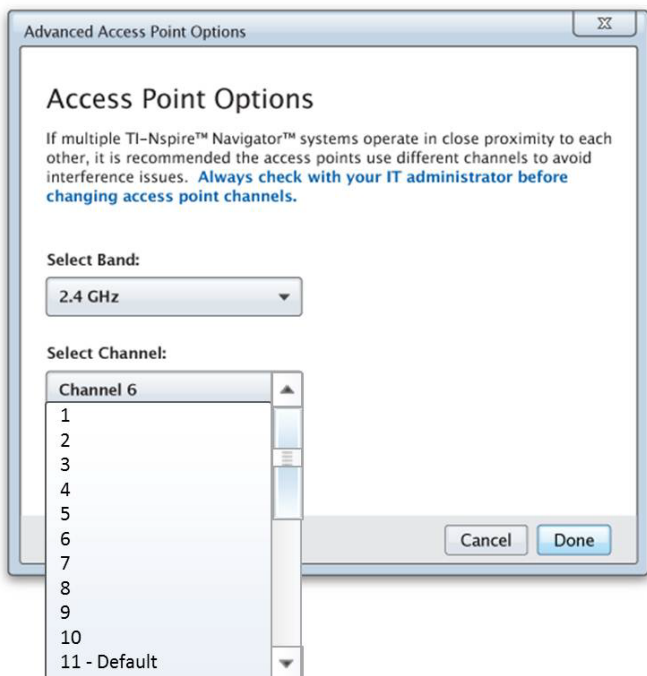 Advanced Access Point Options
Access Point Options
If multiple TI-Nspire™ Navigator™ systems operate in close proximity to each
other, it is recommended the access points use different channels to avoid
interference issues. Always check with your IT administrator before
changing access point channels.
Select Band:
2.4 GHz
Select Channel:
Channel 6
1
2
3
4
5
6
7
8
9
10
11 - Default
Cancel
Done